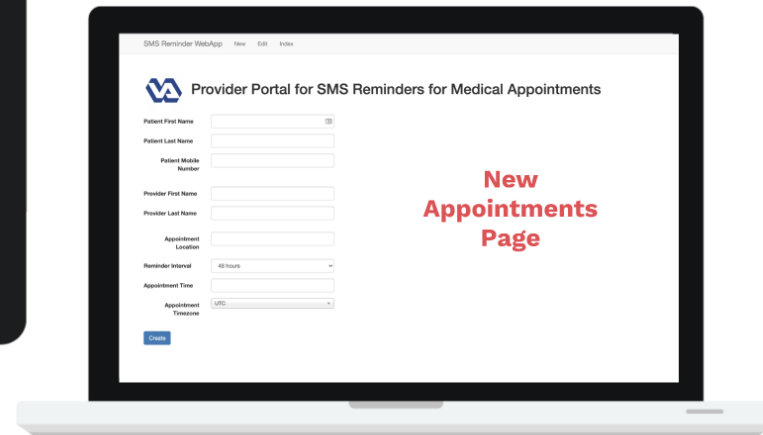 SMS Reminder WebApp New Edit Index
VA Provider Portal for SMS Reminders for Medical Appointments
Patient First Name
Patient Last Name
Patient Mobile
Number
Provider First Name
Provider Last Name
Appointment
Location
Reminder Interval 48 hours
Appointment Time
Appointment
Timezone
UTC
Create
New
Appointments
Page